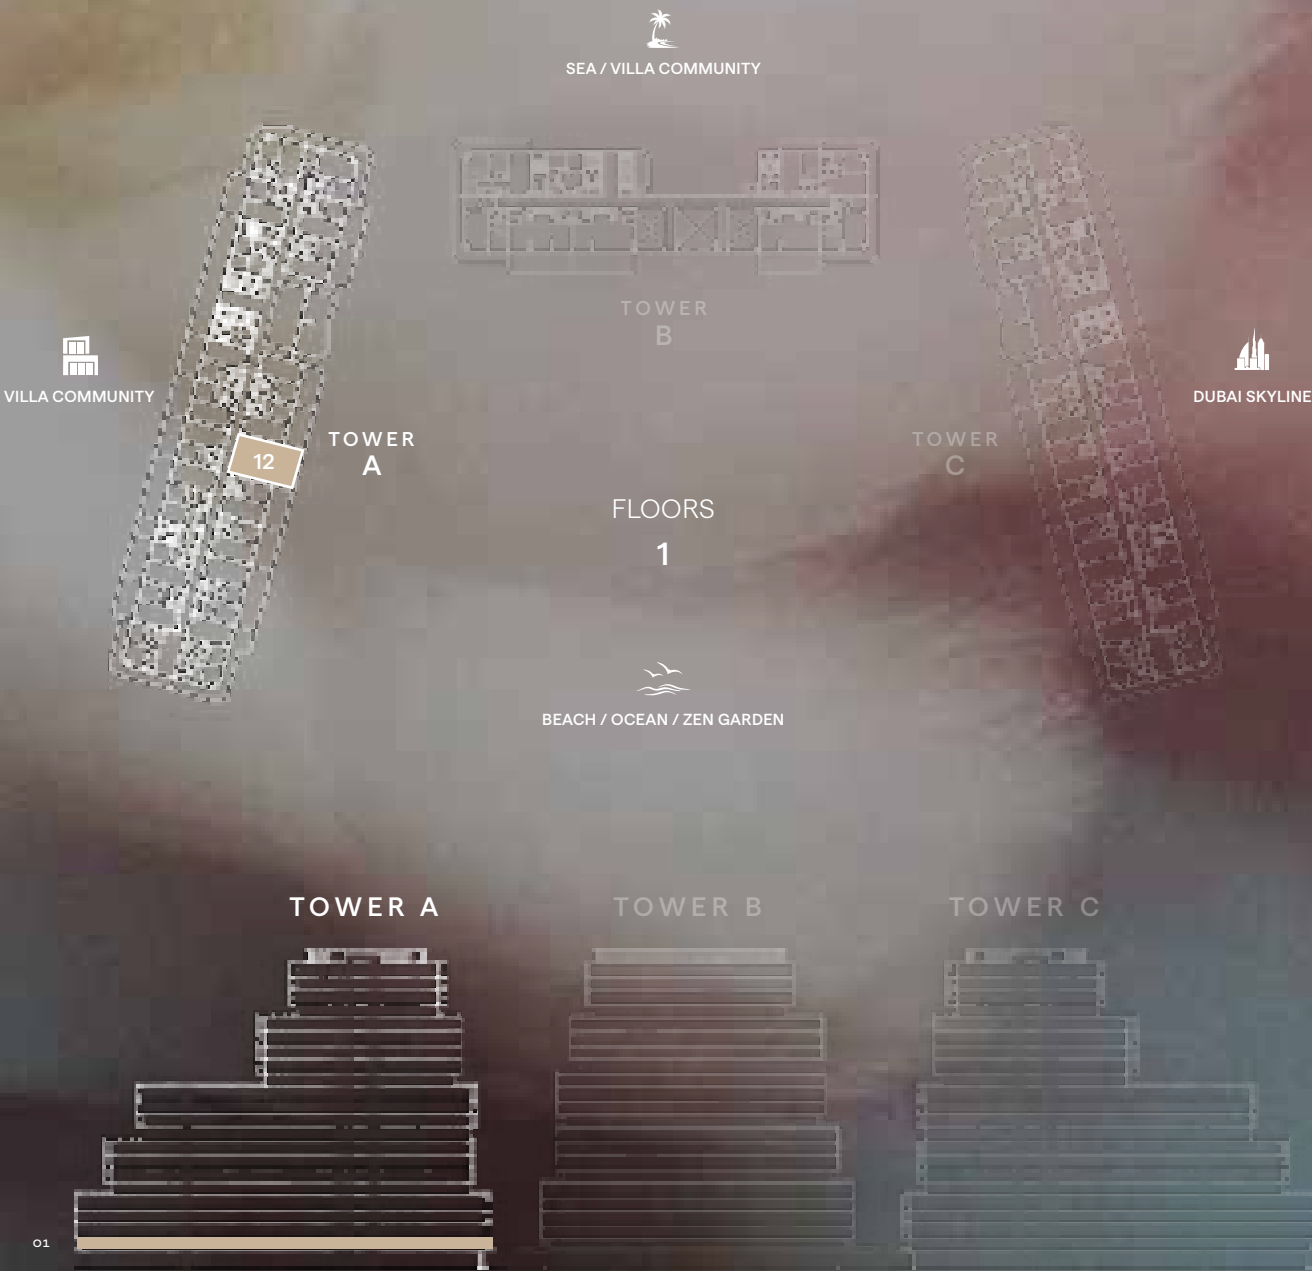 SEA / VILLA COMMUNITY
TOWER
B
VILLA COMMUNITY
DUBAI SKYLINE
TOWER
A
12
TOWER
C
FLOORS
1
BEACH / OCEAN / ZEN GARDEN
TOWER A
TOWER B
TOWER C
01